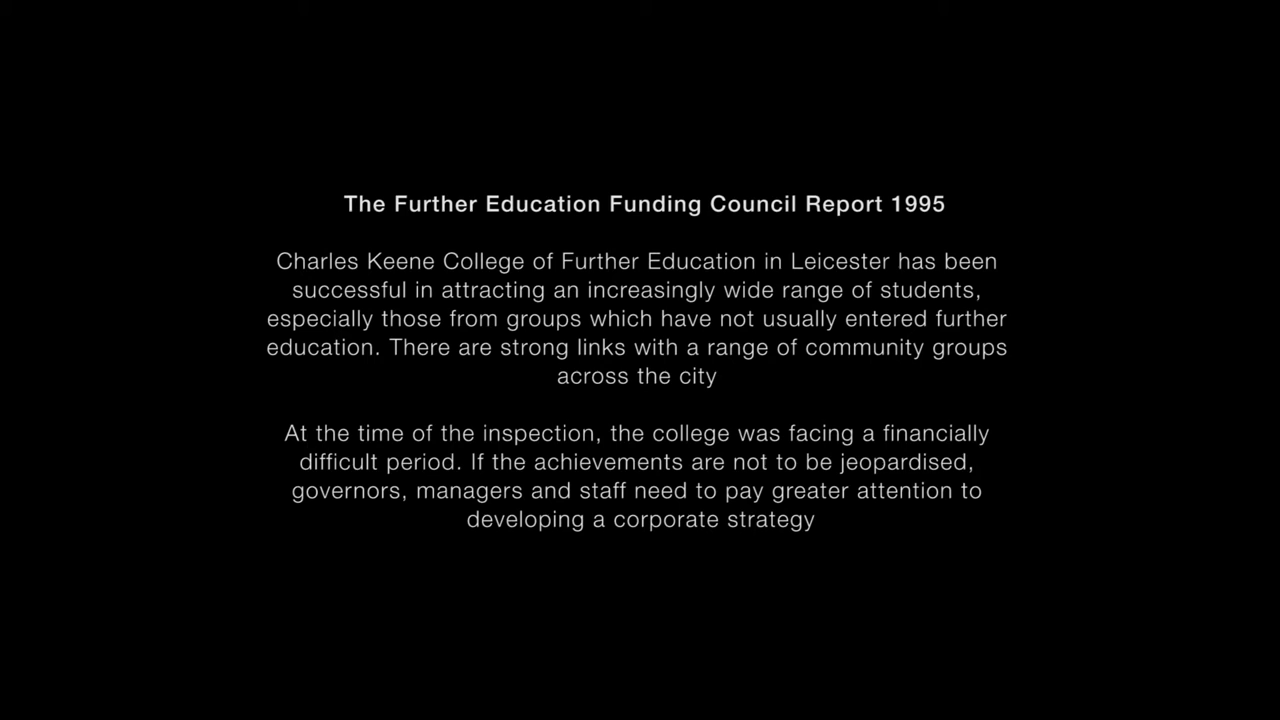 The Further Education Funding Council Report 1995
Charles Keene College of Further Education in Leicester has been
successful in attracting an increasingly wide range of students,
especially those from groups which have not usually entered further
education. There are strong links with a range of community groups
across the city
At the time of the inspection, the college was facing a financially
difficult period. If the achievements are not to be jeopardised,
governors, managers and staff need to pay greater attention to
developing a corporate strategy